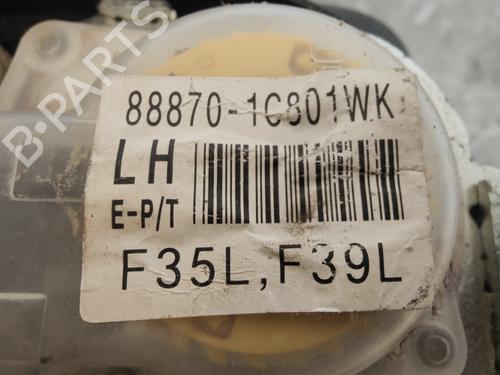 88870-1C801WK
LH
E-P/T
F35L, F39L
B-PARTS